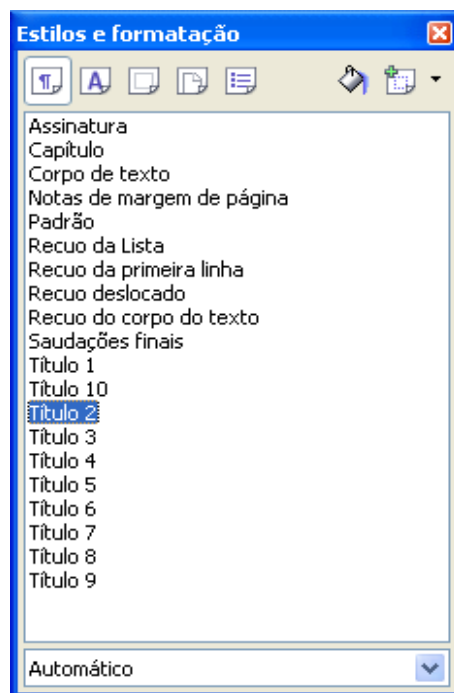 Estilos e formatação
Assinatura
Capítulo
Corpo de texto
Notas de margem de página
Padrão
Recuo da Lista
Recuo da primeira linha
Recuo deslocado
Recuo do corpo do texto
Saudações finais
Título 1
Título 10
Título 2
Título 3
Título 4
Título 5
Título 6
Título 7
Título 8
Título 9
Automático